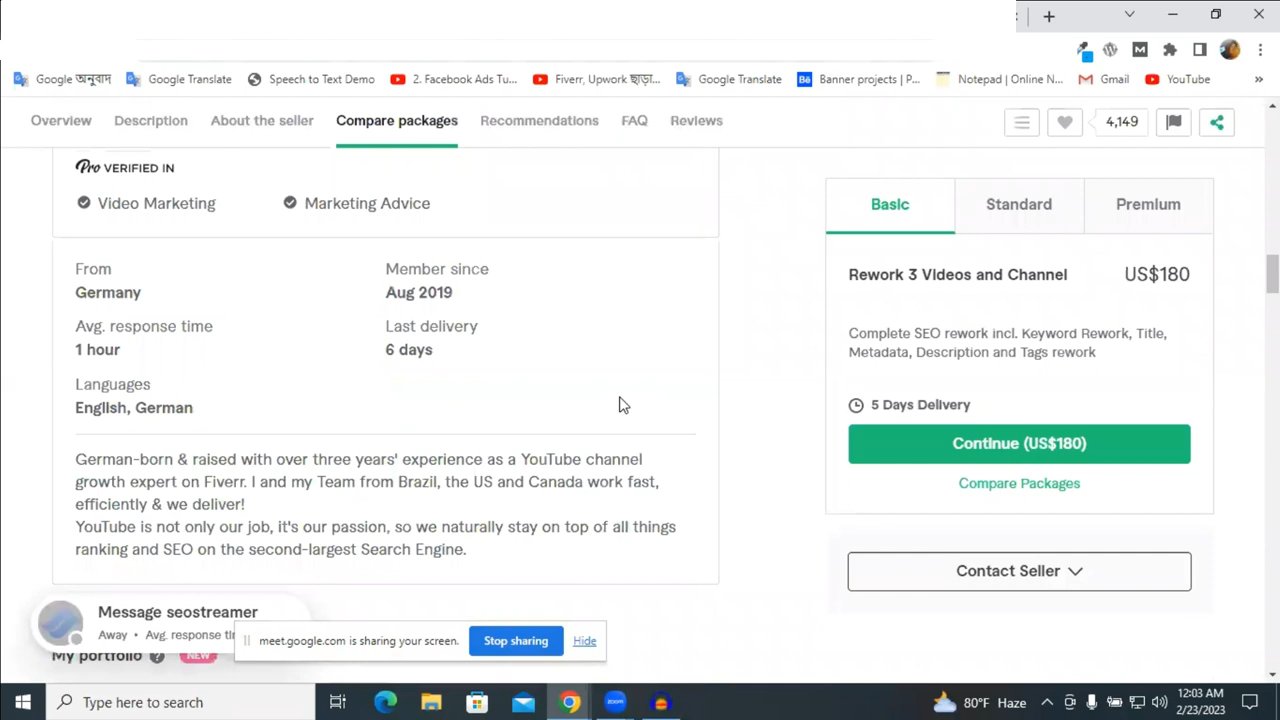 Google অনুবাদ
Google Translate
Speech to Text Demo
2. Facebook Ads Tu...
Fiverr, Upwork ছাড়া...
Google Translate
Banner projects | P...
Notepad | Online N...
Gmail
YouTube
Overview
Description
About the seller
Compare packages
Recommendations
FAQ
Reviews
4,149
Pro VERIFIED IN
Video Marketing
Marketing Advice
From
Germany
Member since
Aug 2019
Avg. response time
1 hour
Last delivery
6 days
Languages
English, German
German-born & raised with over three years' experience as a YouTube channel
growth expert on Fiverr. I and my Team from Brazil, the US and Canada work fast,
efficiently & we deliver!
YouTube is not only our job, it's our passion, so we naturally stay on top of all things
ranking and SEO on the second-largest Search Engine.
Basic
Standard
Premium
Rework 3 Videos and Channel
US$180
Complete SEO rework incl. Keyword Rework, Title,
Metadata, Description and Tags rework
5 Days Delivery
Continue (US$180)
Compare Packages
Contact Seller
Message seostreamer
Away • Avg. response
My portfolio
NEW
meet.google.com is sharing your screen.
Stop sharing
Hide
Type here to search
zoom
80°F Haze
12:03 AM
2/23/2023